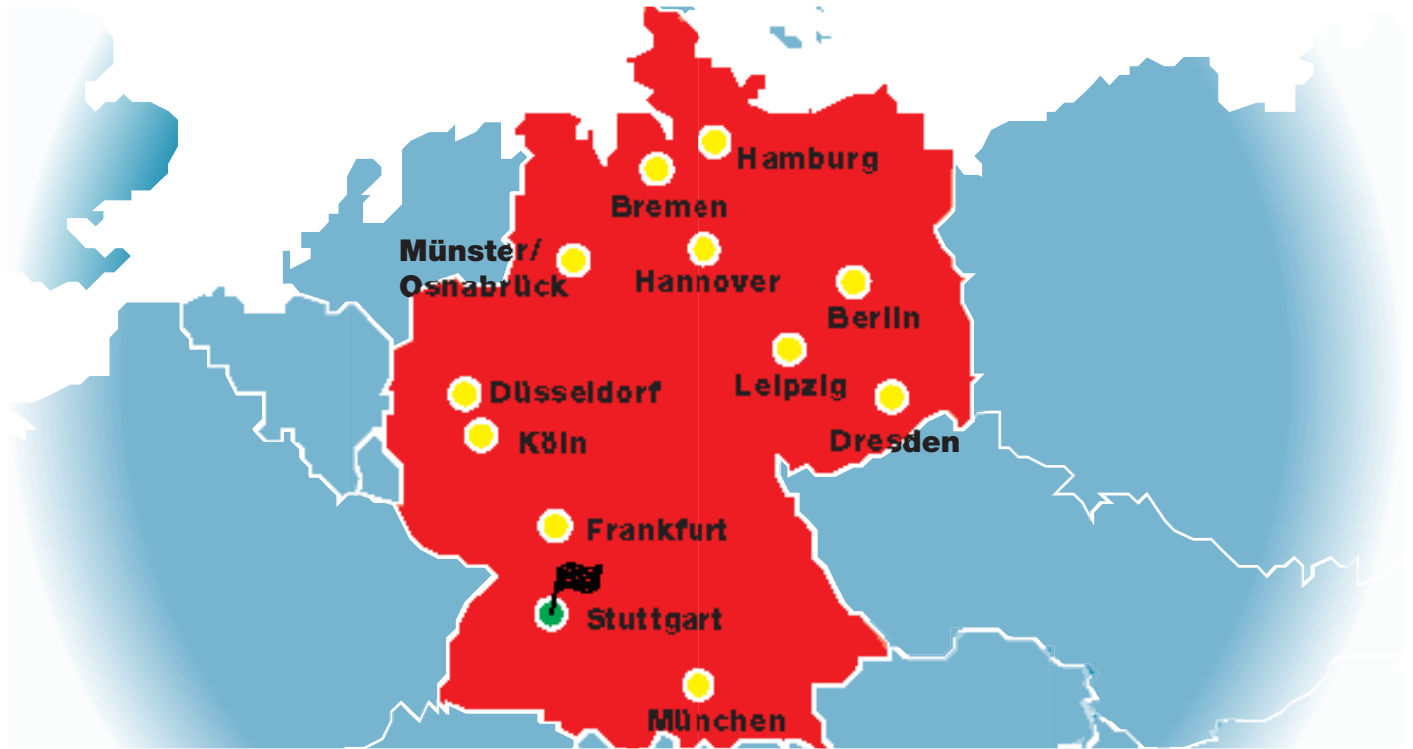 Hamburg
Bremen
Münster/
Osnabrück
Hannover
Berlin
Leipzig
Düsseldorf
Köln
Dresden
Frankfurt
Stuttgart
München